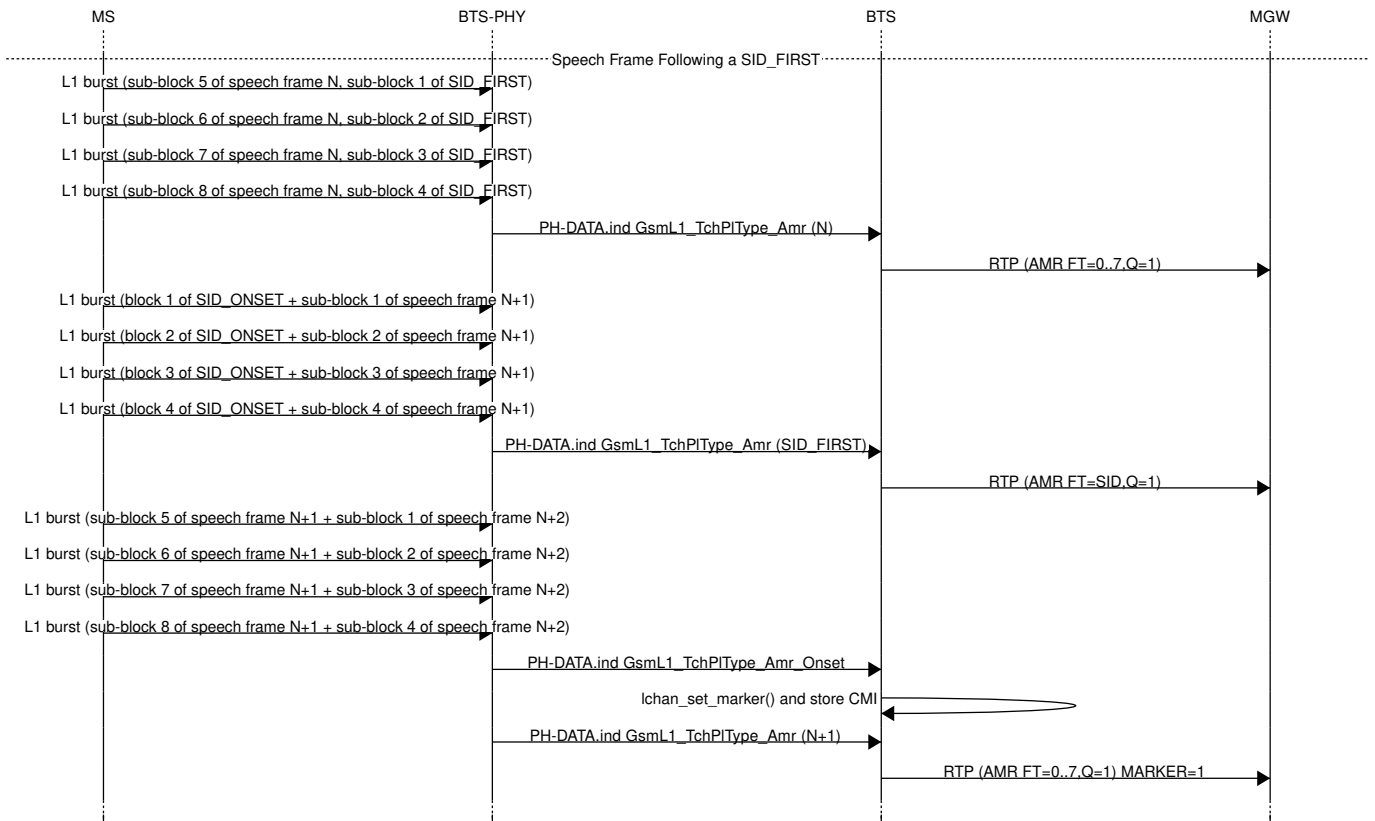 MS BTS-PHY BTS MGW
Speech Frame Following a SID_FIRST
L1 burst (sub-block 5 of speech frame N, sub-block 1 of SID_FIRST)
L1 burst (sub-block 6 of speech frame N, sub-block 2 of SID_FIRST)
L1 burst (sub-block 7 of speech frame N, sub-block 3 of SID_FIRST)
L1 burst (sub-block 8 of speech frame N, sub-block 4 of SID_FIRST)
PH-DATA.ind GsmL1_TchPlType_Amr (N)
RTP (AMR FT=0..7,Q=1)
L1 burst (block 1 of SID_ONSET + sub-block 1 of speech frame N+1)
L1 burst (block 2 of SID_ONSET + sub-block 2 of speech frame N+1)
L1 burst (block 3 of SID_ONSET + sub-block 3 of speech frame N+1)
L1 burst (block 4 of SID_ONSET + sub-block 4 of speech frame N+1)
PH-DATA.ind GsmL1_TchPlType_Amr (SID_FIRST)
RTP (AMR FT=SID,Q=1)
L1 burst (sub-block 5 of speech frame N+1 + sub-block 1 of speech frame N+2)
L1 burst (sub-block 6 of speech frame N+1 + sub-block 2 of speech frame N+2)
L1 burst (sub-block 7 of speech frame N+1 + sub-block 3 of speech frame N+2)
L1 burst (sub-block 8 of speech frame N+1 + sub-block 4 of speech frame N+2)
PH-DATA.ind GsmL1_TchPlType_Amr_Onset
lchan_set_marker() and store CMI
PH-DATA.ind GsmL1_TchPlType_Amr (N+1)
RTP (AMR FT=0..7,Q=1) MARKER=1